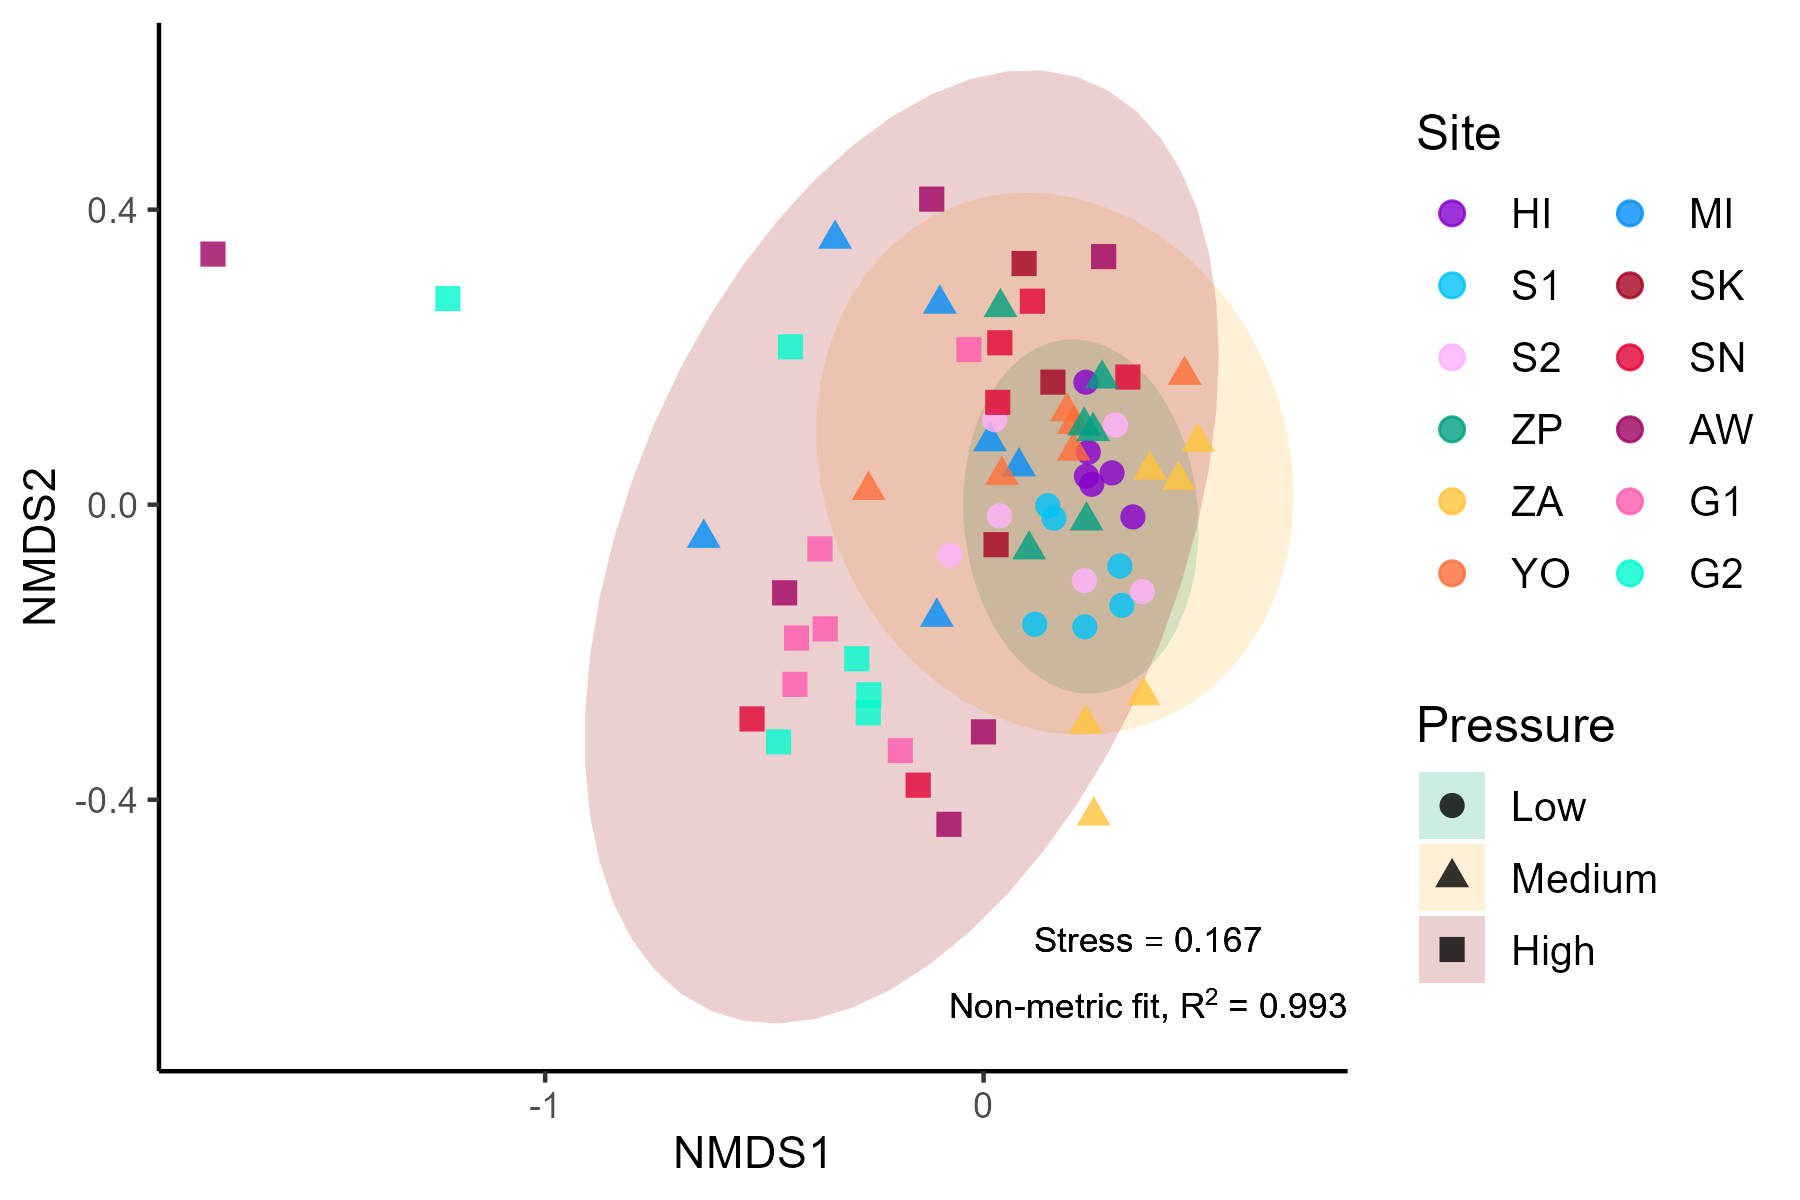 0.4
0.0
-0.4
NMDS2
-1
0
NMDS1
Stress = 0.167
Non-metric fit, R² = 0.993
Site
HI
MI
S1
SK
S2
SN
ZP
AW
ZA
G1
YO
G2
Pressure
Low
Medium
High